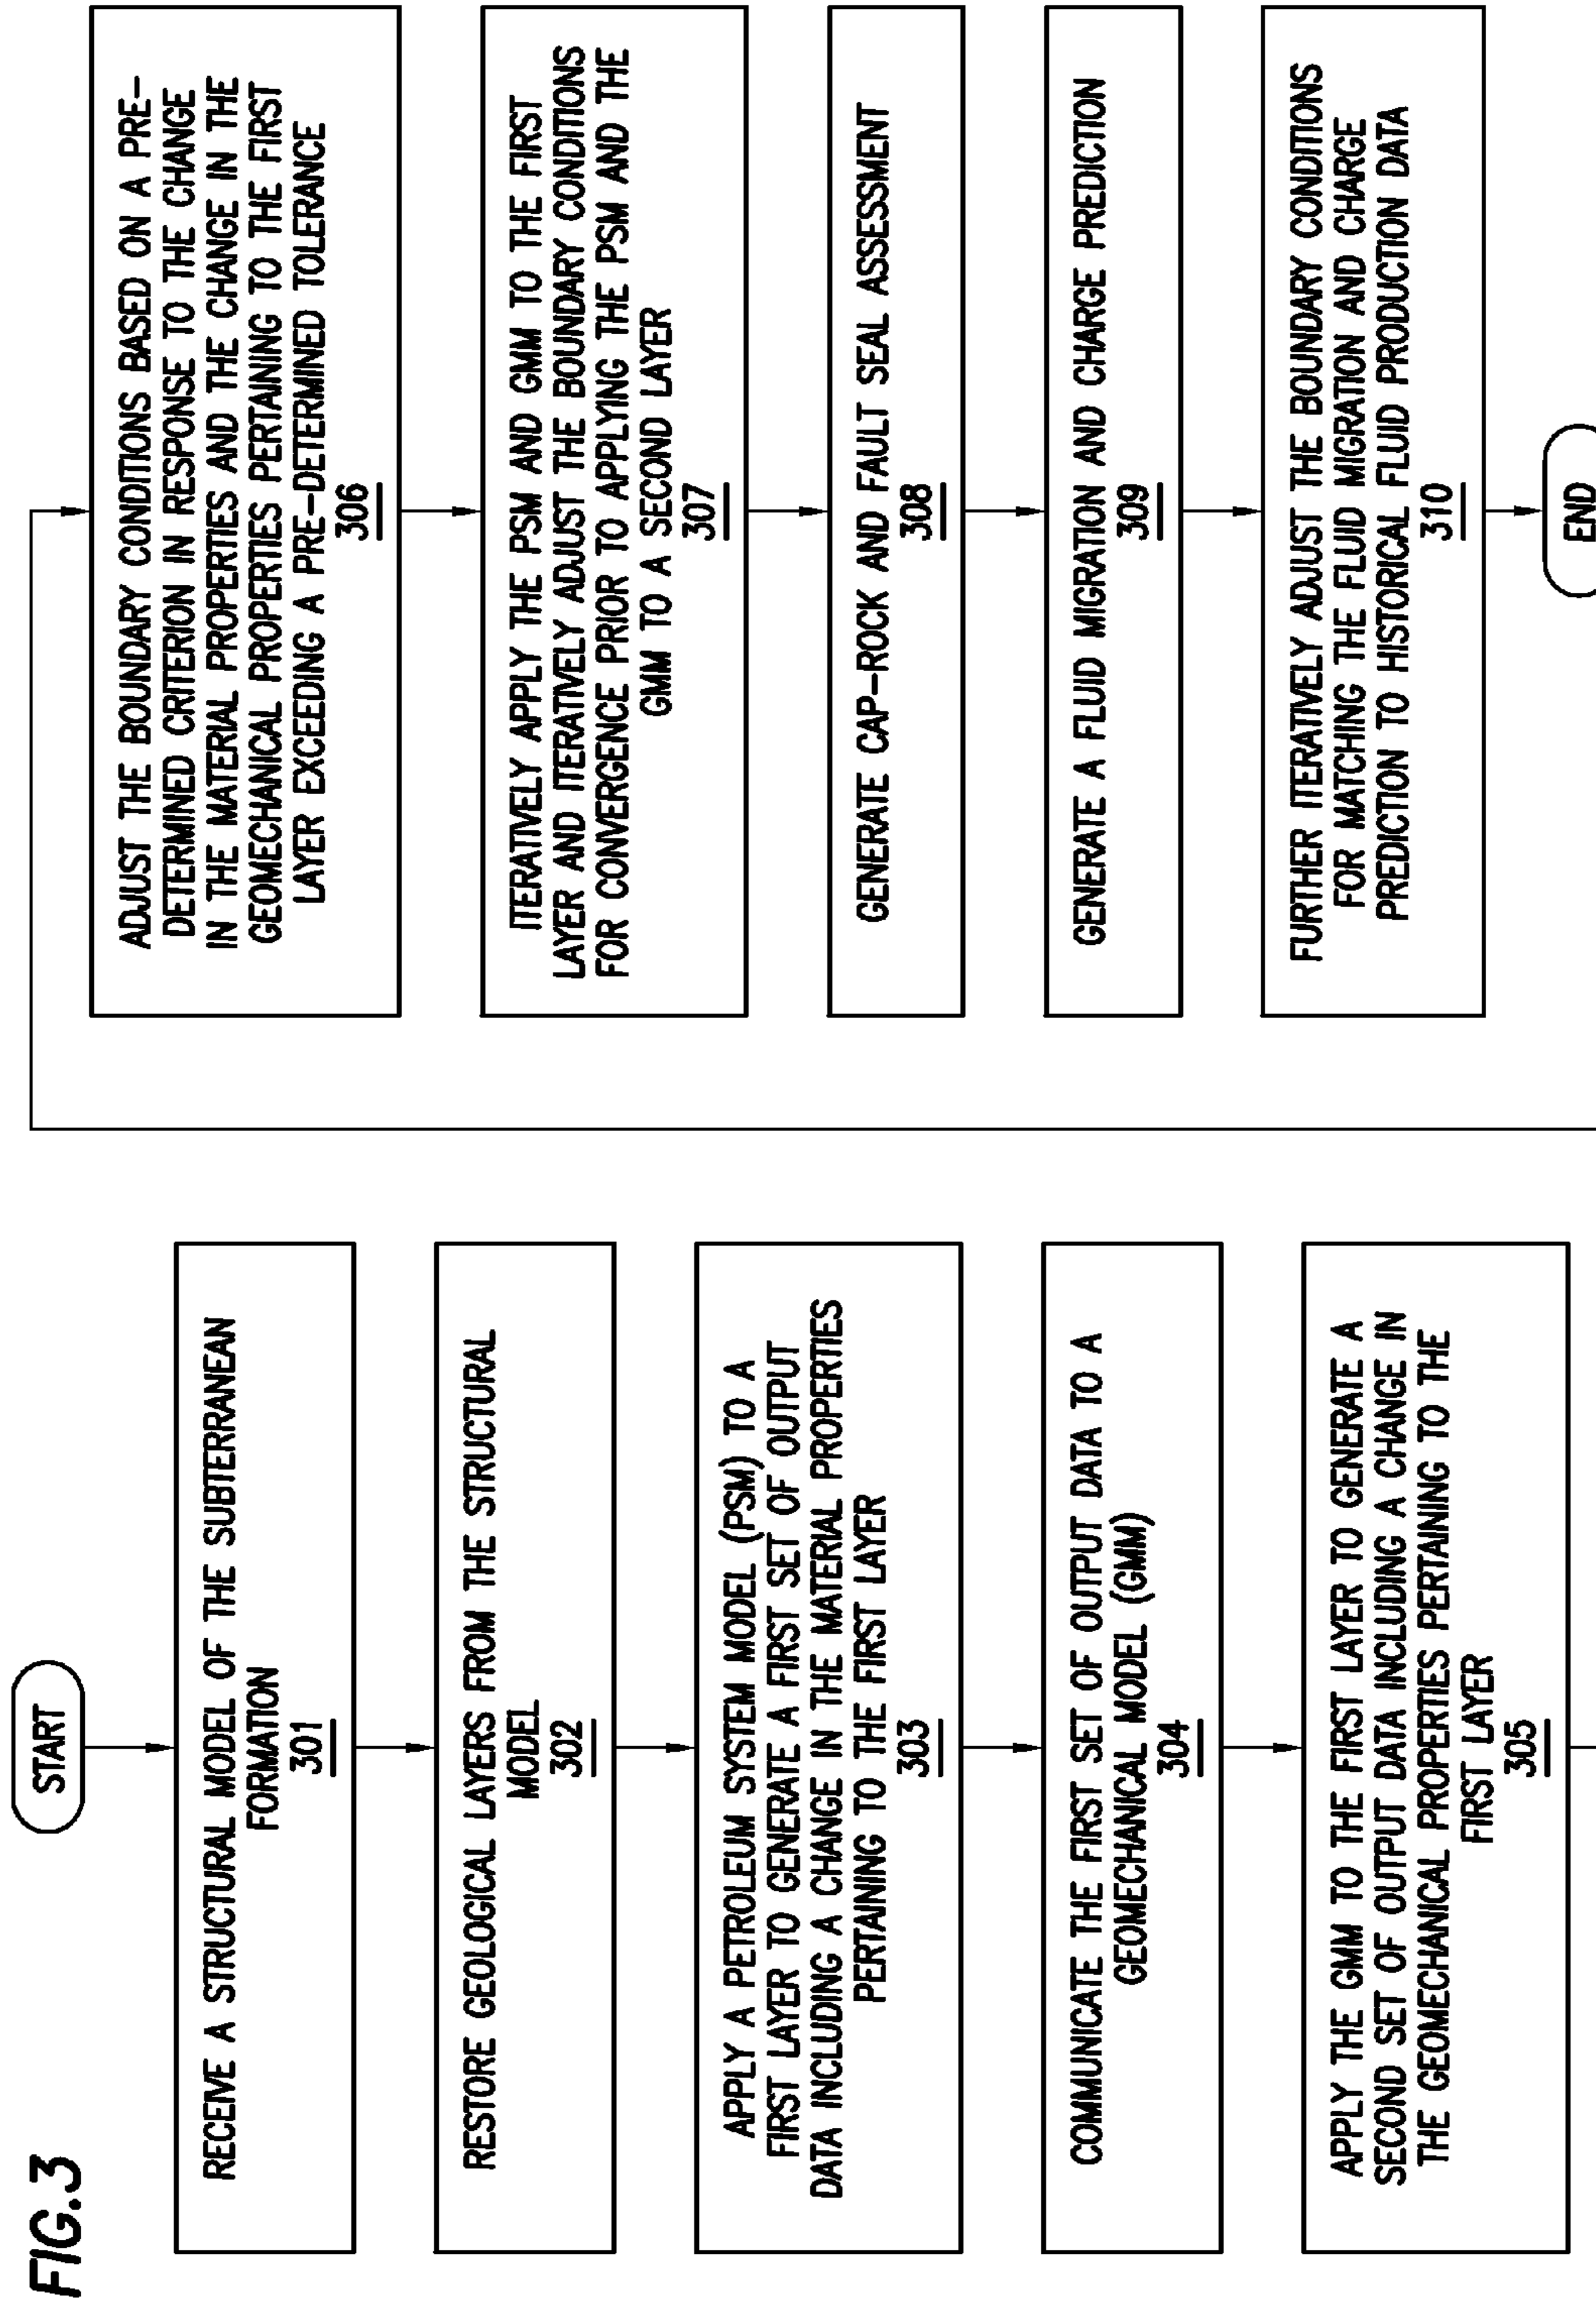 FIG.3
START
RECEIVE A STRUCTURAL MODEL OF THE SUBTERRANEAN
FORMATION
301
RESTORE GEOLOGICAL LAYERS FROM THE STRUCTURAL
MODEL
302
APPLY A PETROLEUM SYSTEM MODEL (PSM) TO A
FIRST LAYER TO GENERATE A FIRST SET OF OUTPUT
DATA INCLUDING A CHANGE IN THE MATERIAL PROPERTIES
PERTAINING TO THE FIRST LAYER
303
COMMUNICATE THE FIRST SET OF OUTPUT DATA TO A
GEOMECHANICAL MODEL (GMM)
304
APPLY THE GMM TO THE FIRST LAYER TO GENERATE A
SECOND SET OF OUTPUT DATA INCLUDING A CHANGE IN
THE GEOMECHANICAL PROPERTIES PERTAINING TO THE
FIRST LAYER
305
ADJUST THE BOUNDARY CONDITIONS BASED ON A PRE-
DETERMINED CRITERION IN RESPONSE TO THE CHANGE
IN THE MATERIAL PROPERTIES AND THE CHANGE IN THE
GEOMECHANICAL PROPERTIES PERTAINING TO THE FIRST
LAYER EXCEEDING A PRE-DETERMINED TOLERANCE
306
ITERATIVELY APPLY THE PSM AND GMM TO THE FIRST
LAYER AND ITERATIVELY ADJUST THE BOUNDARY CONDITIONS
FOR CONVERGENCE PRIOR TO APPLYING THE PSM AND THE
GMM TO A SECOND LAYER
307
GENERATE CAP-ROCK AND FAULT SEAL ASSESSMENT
308
GENERATE A FLUID MIGRATION AND CHARGE PREDICTION
309
FURTHER ITERATIVELY ADJUST THE BOUNDARY CONDITIONS
FOR MATCHING THE FLUID MIGRATION AND CHARGE
PREDICTION TO HISTORICAL FLUID PRODUCTION DATA
310
END